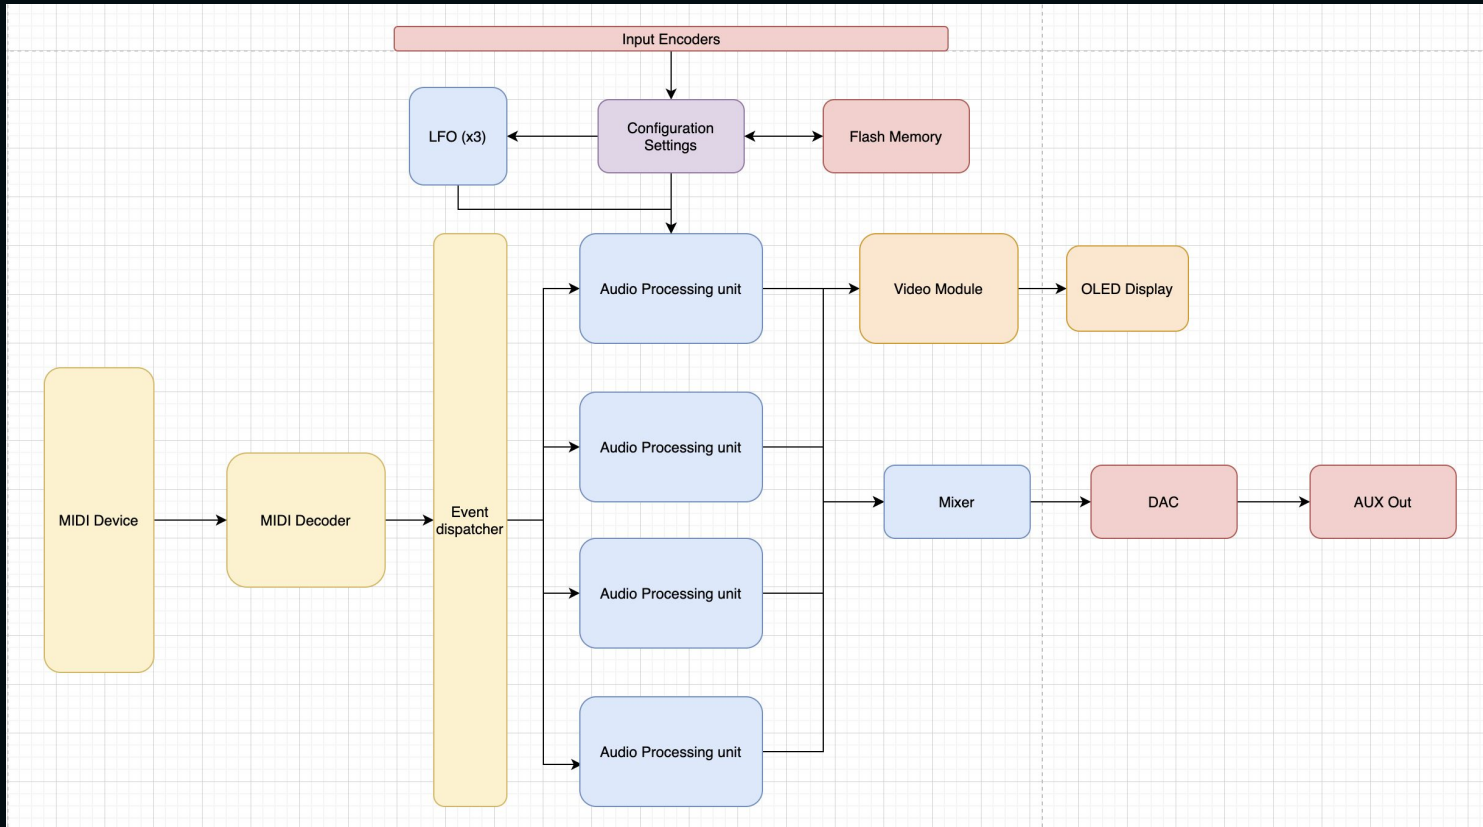 Input Encoders
LFO (x3)
Configuration
Settings
Flash Memory
Audio Processing unit
Video Module
OLED Display
Audio Processing unit
MIDI Device
MIDI Decoder
Event
dispatcher
Mixer
DAC
AUX Out
Audio Processing unit
Audio Processing unit